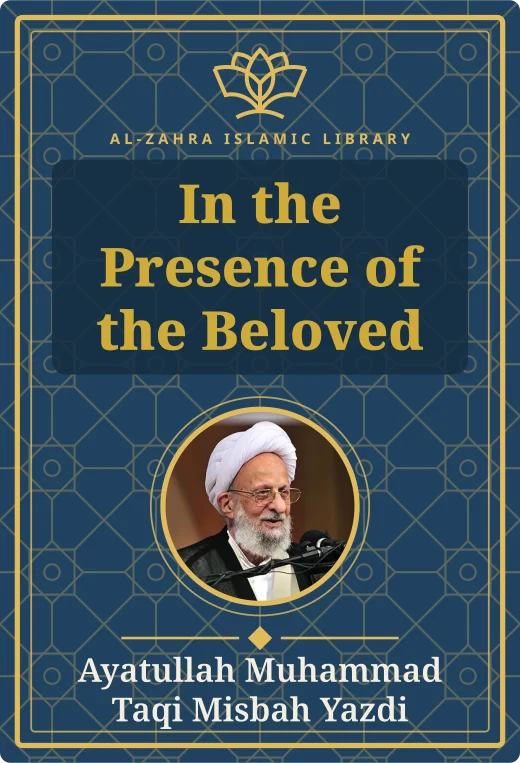 AL-ZAHRA ISLAMIC LIBRARY
In the
Presence of
the Beloved
Ayatullah Muhammad
Taqi Misbah Yazdi